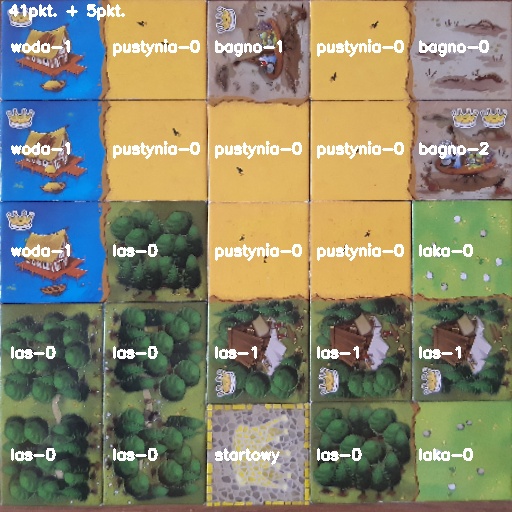 41pkt. + 5pkt.
woda-1 pustynia-0 bagno-1 pustynia-0 bagno-0
woda-1 pustynia-0 pustynia-0 pustynia-0 bagno-2
woda-1 las-0 pustynia-0 pustynia-0 laka-0
las-0 las-0 las-1 las-1 las-1
las-0 las-0 startowy las-0 laka-0